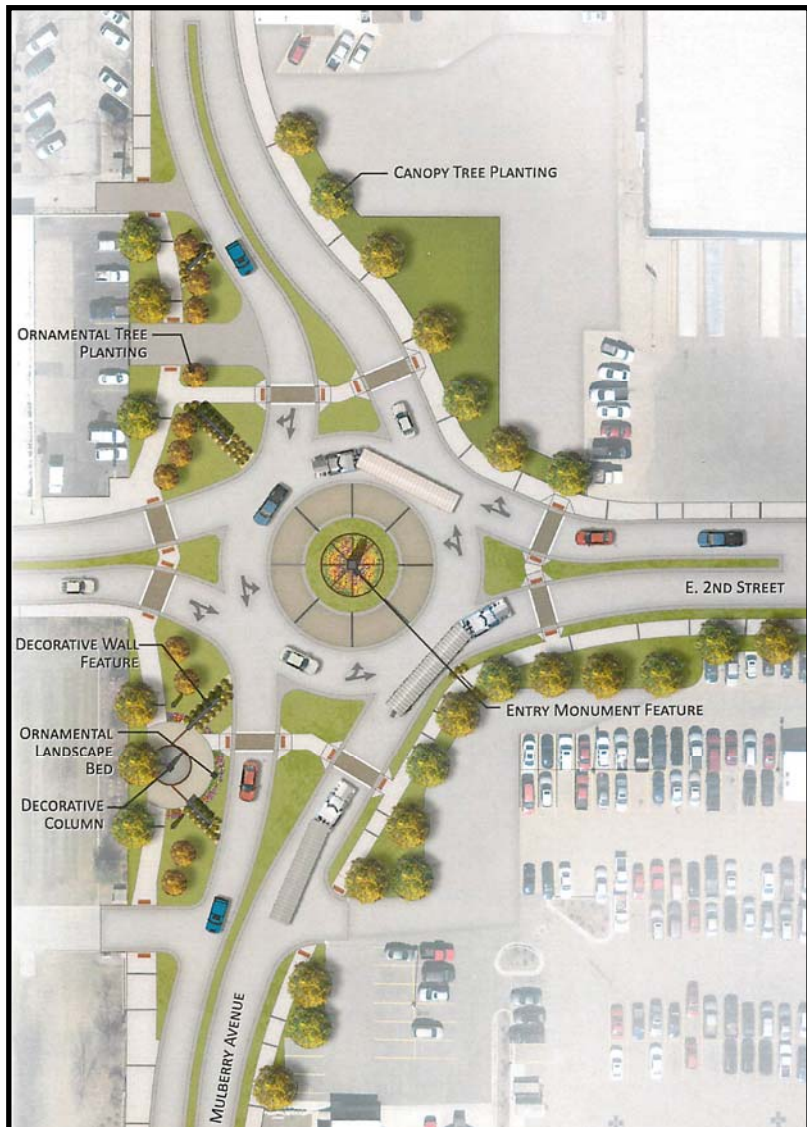 CANOPY TREE PLANTING
ORNAMENTAL TREE
PLANTING
E. 2ND STREET
DECORATIVE WALL
FEATURE
ENTRY MONUMENT FEATURE
ORNAMENTAL
LANDSCAPE
BED
DECORATIVE
COLUMN
MULBERRY AVENUE